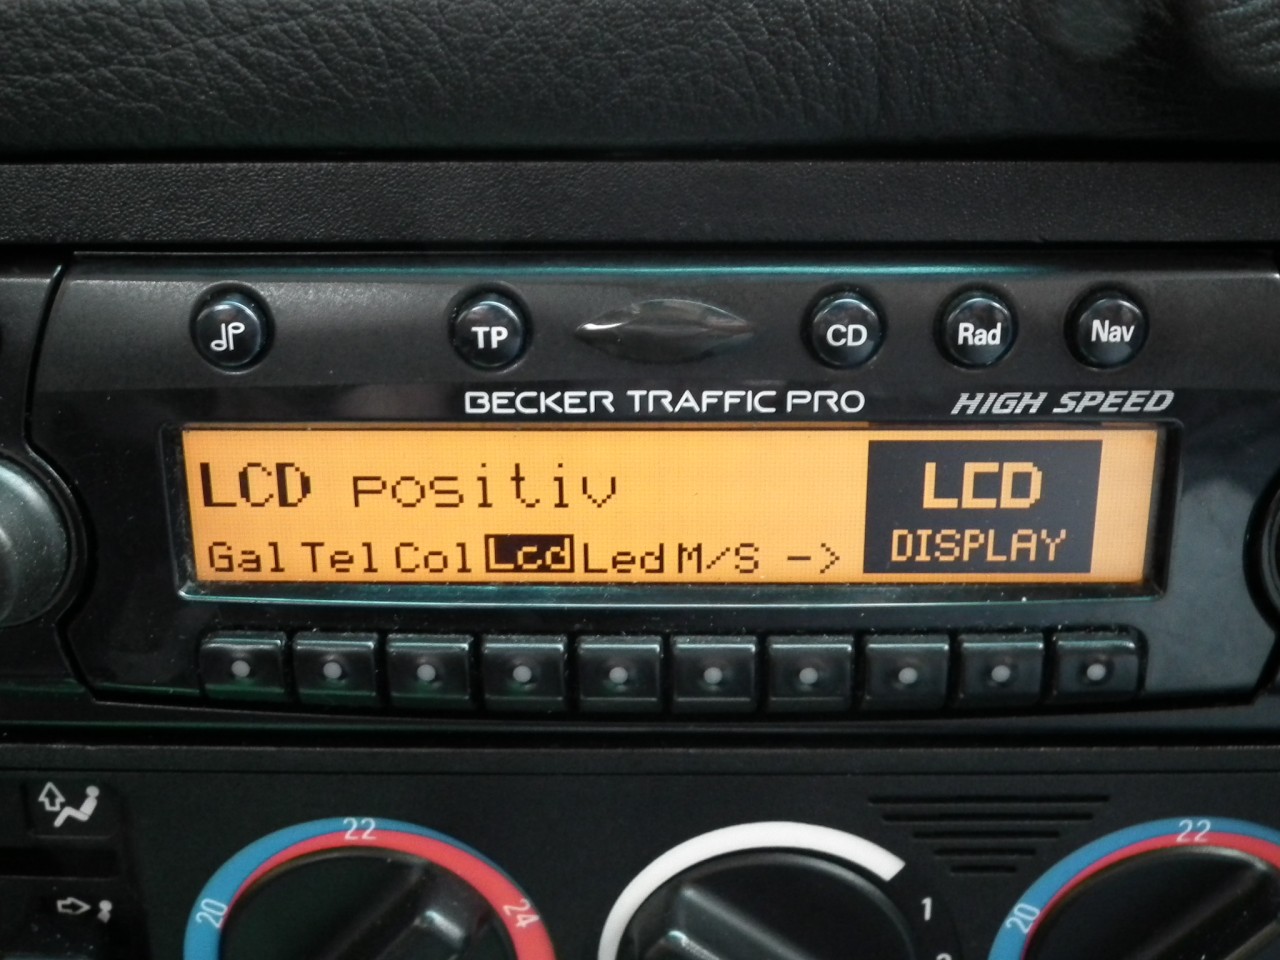 TP
CD
Rad
Nav
BECKER TRAFFIC PRO
HIGH SPEED
LCD positiv
LCD
DISPLAY
Gal Tel Col Lcd Led M/S ->
22
20
24
1
22
20